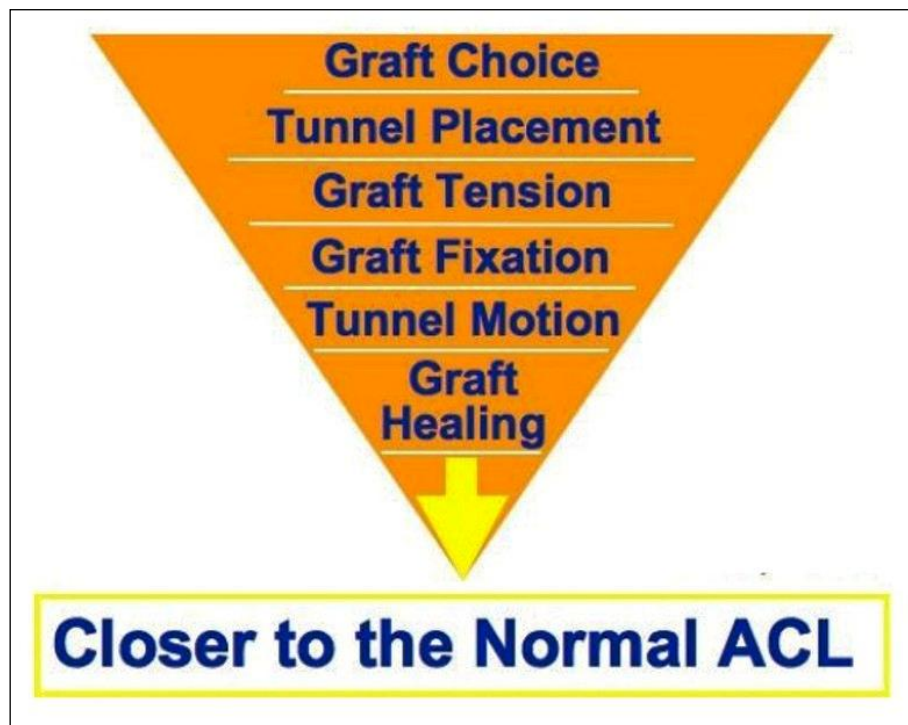 Graft Choice
Tunnel Placement
Graft Tension
Graft Fixation
Tunnel Motion
Graft
Healing
Closer to the Normal ACL